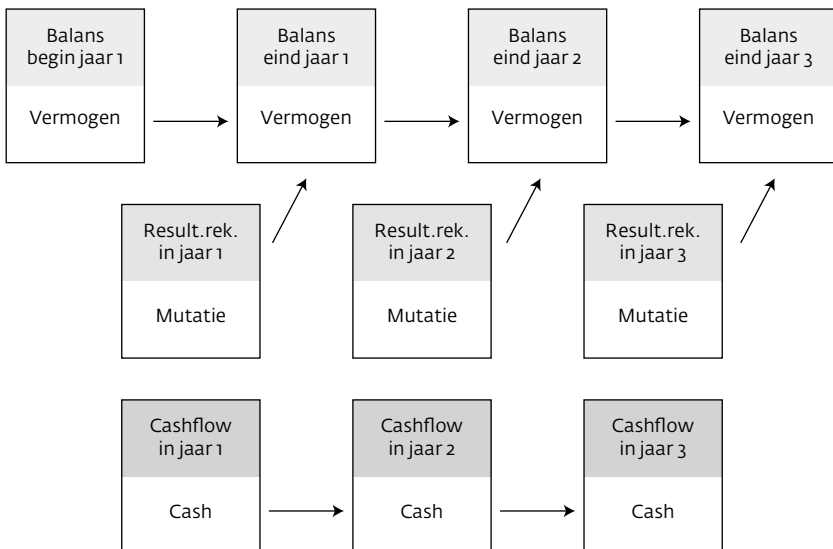 Balans
begin jaar 1
Vermogen
Balans
eind jaar 1
Vermogen
Balans
eind jaar 2
Vermogen
Balans
eind jaar 3
Vermogen
Result.rek.
in jaar 1
Mutatie
Result.rek.
in jaar 2
Mutatie
Result.rek.
in jaar 3
Mutatie
Cashflow
in jaar 1
Cash
Cashflow
in jaar 2
Cash
Cashflow
in jaar 3
Cash